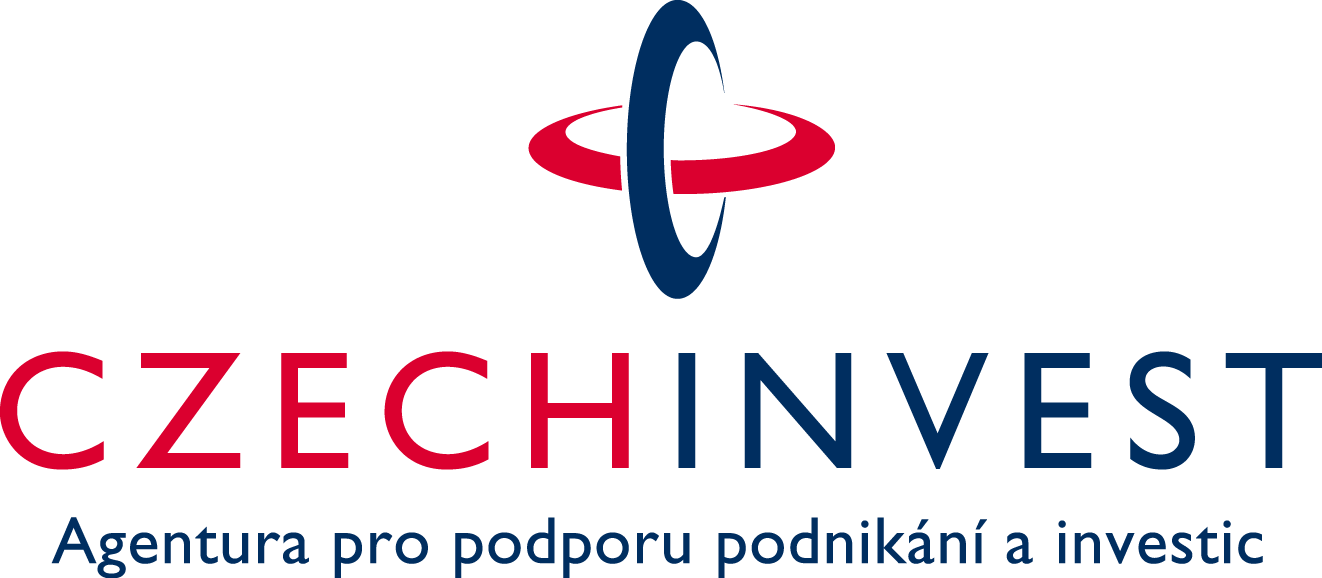 CZECHINVEST
Agentura pro podporu podnikání a investic